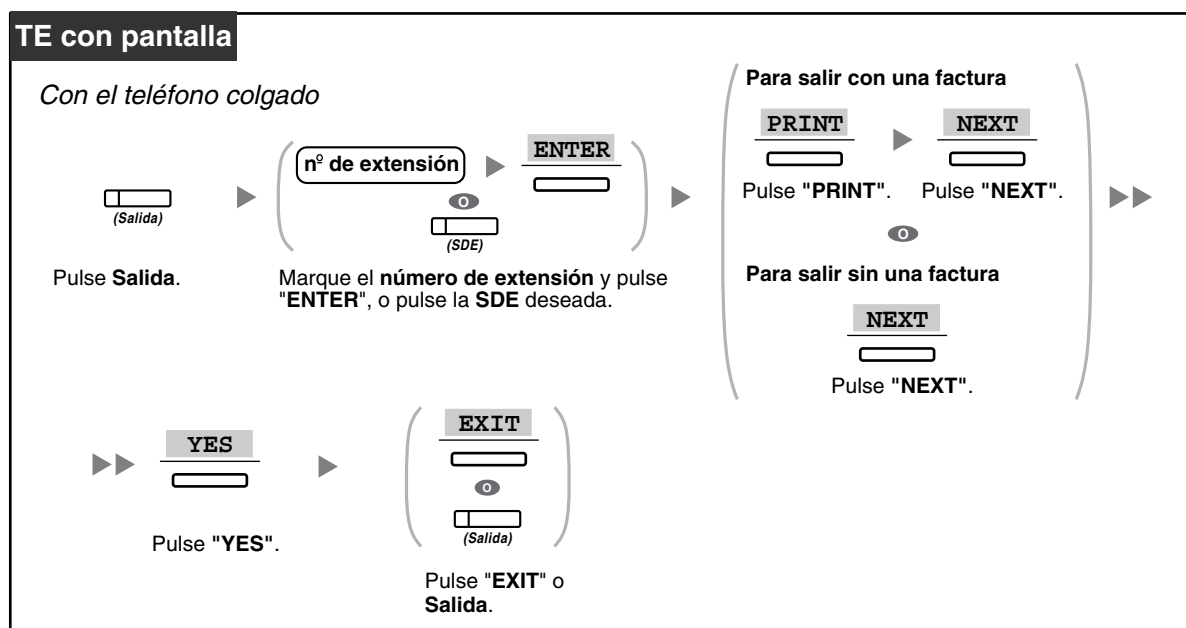 TE con pantalla
Con el teléfono colgado
(Salida)
Pulse Salida.
nº de extensión
ENTER
o
(SDE)
Marque el número de extensión y pulse
"ENTER", o pulse la SDE deseada.
Para salir con una factura
PRINT NEXT
Pulse "PRINT". Pulse "NEXT".
o
Para salir sin una factura
NEXT
Pulse "NEXT".
YES
Pulse "YES".
EXIT
o
(Salida)
Pulse "EXIT" o
Salida.